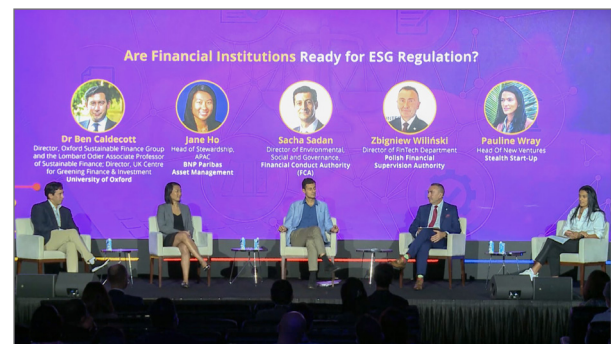 Are Financial Institutions Ready for ESG Regulation?
Dr Ben Caldecott
Director, Oxford Sustainable Finance Group
and the Lombard Odier Associate Professor
of Sustainable Finance; Director, UK Centre
for Greening Finance & Investment
University of Oxford
Jane Ho
Head of Stewardship,
APAC
BNP Paribas
Asset Management
Sacha Sadan
Director of Environmental,
Social and Governance,
Financial Conduct Authority
(FCA)
Zbigniew Wiliński
Director of FinTech Department
Polish Financial
Supervision Authority
Pauline Wray
Head Of New Ventures
Stealth Start-Up